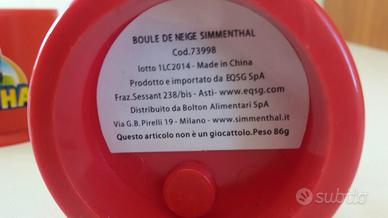 BOULE DE NEIGE SIMMENTHAL
Cod.73998
lotto 1LC2014 - Made in China
Prodotto e importato da EQSG SpA
Fraz.Sessant 238/bis - Asti- www.eqsg.com
Distribuito da Bolton Alimentari SpA
Via G.B.Pirelli 19 - Milano - www.simmenthal.it
Questo articolo non è un giocattolo.Peso 86g
subito